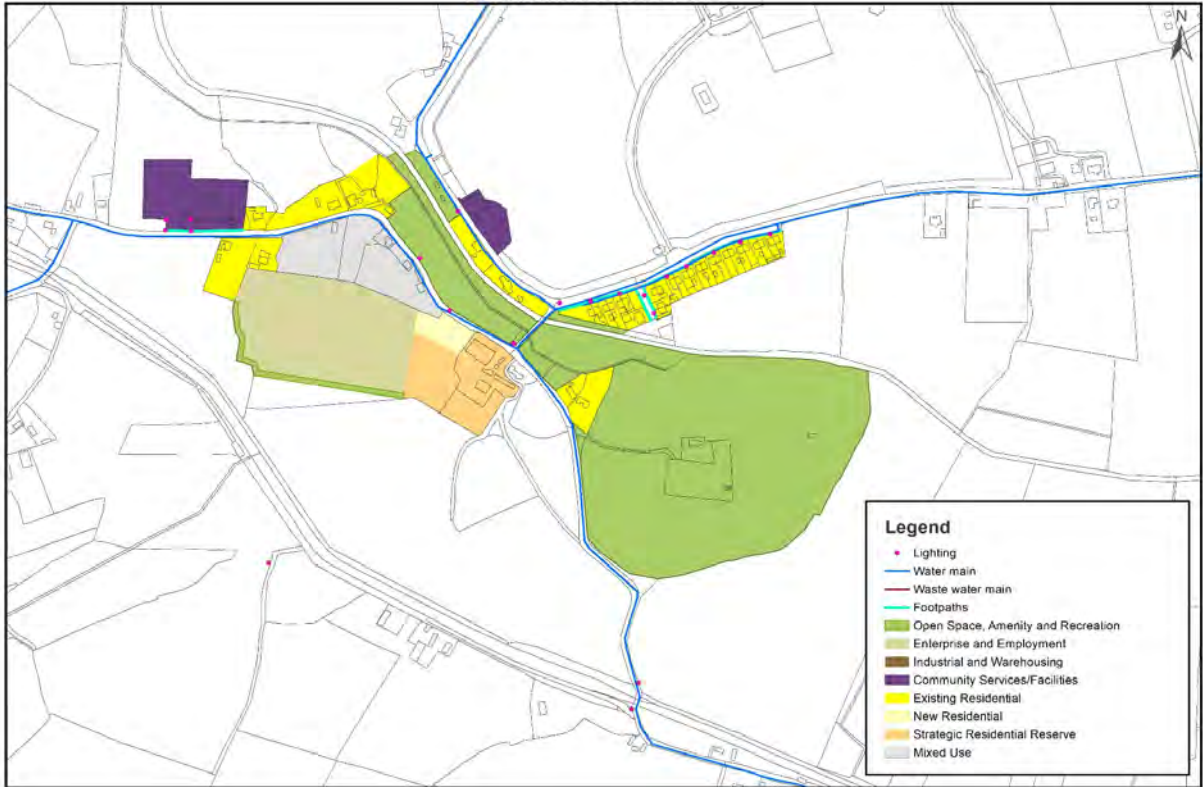 N
Legend
Lighting
Water main
Waste water main
Footpaths
Open Space, Amenity and Recreation
Enterprise and Employment
Industrial and Warehousing
Community Services/Facilities
Existing Residential
New Residential
Strategic Residential Reserve
Mixed Use